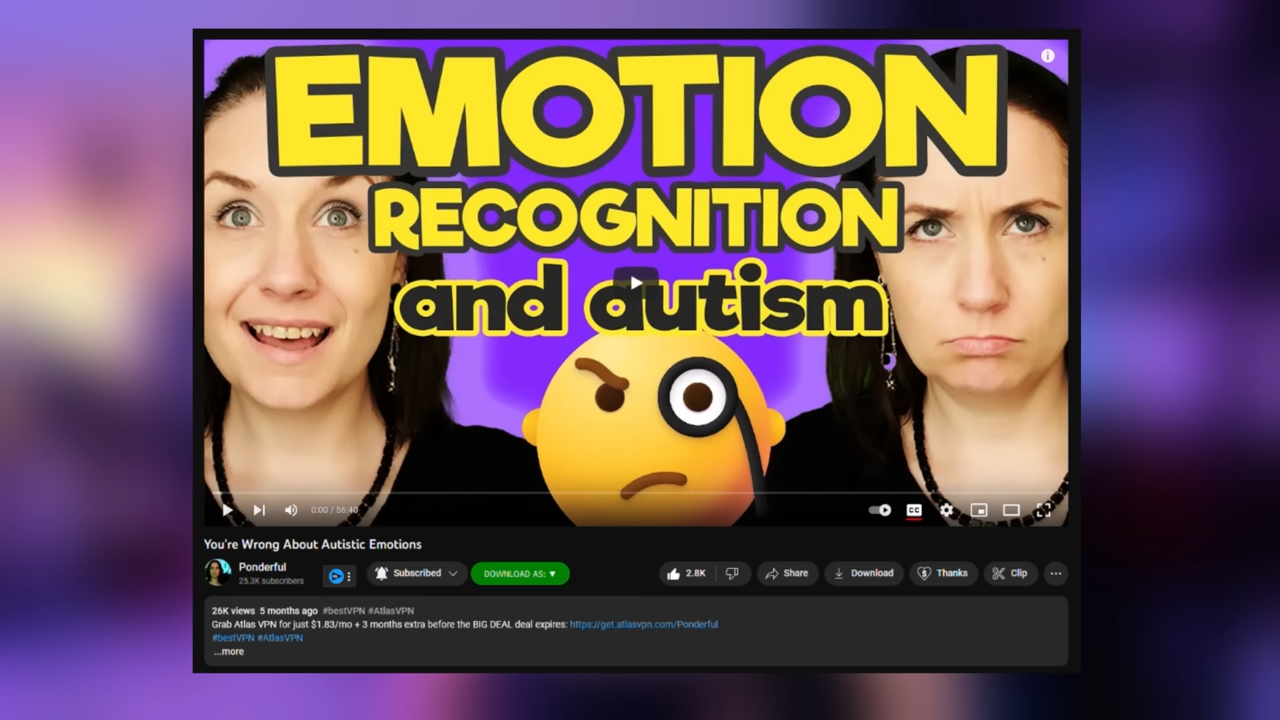 EMOTION
RECOGNITION
and autism
0:00 / 56:40
CC
You're Wrong About Autistic Emotions
Ponderful
25.3K subscribers
Subscribed
DOWNLOAD AS: ▼
2.8K
Share
Download
Thanks
Clip
26K views 5 months ago #bestVPN #AtlasVPN
Grab Atlas VPN for just $1.83/mo + 3 months extra before the BIG DEAL deal expires: https://get.atlasvpn.com/Ponderful
#bestVPN #AtlasVPN
...more